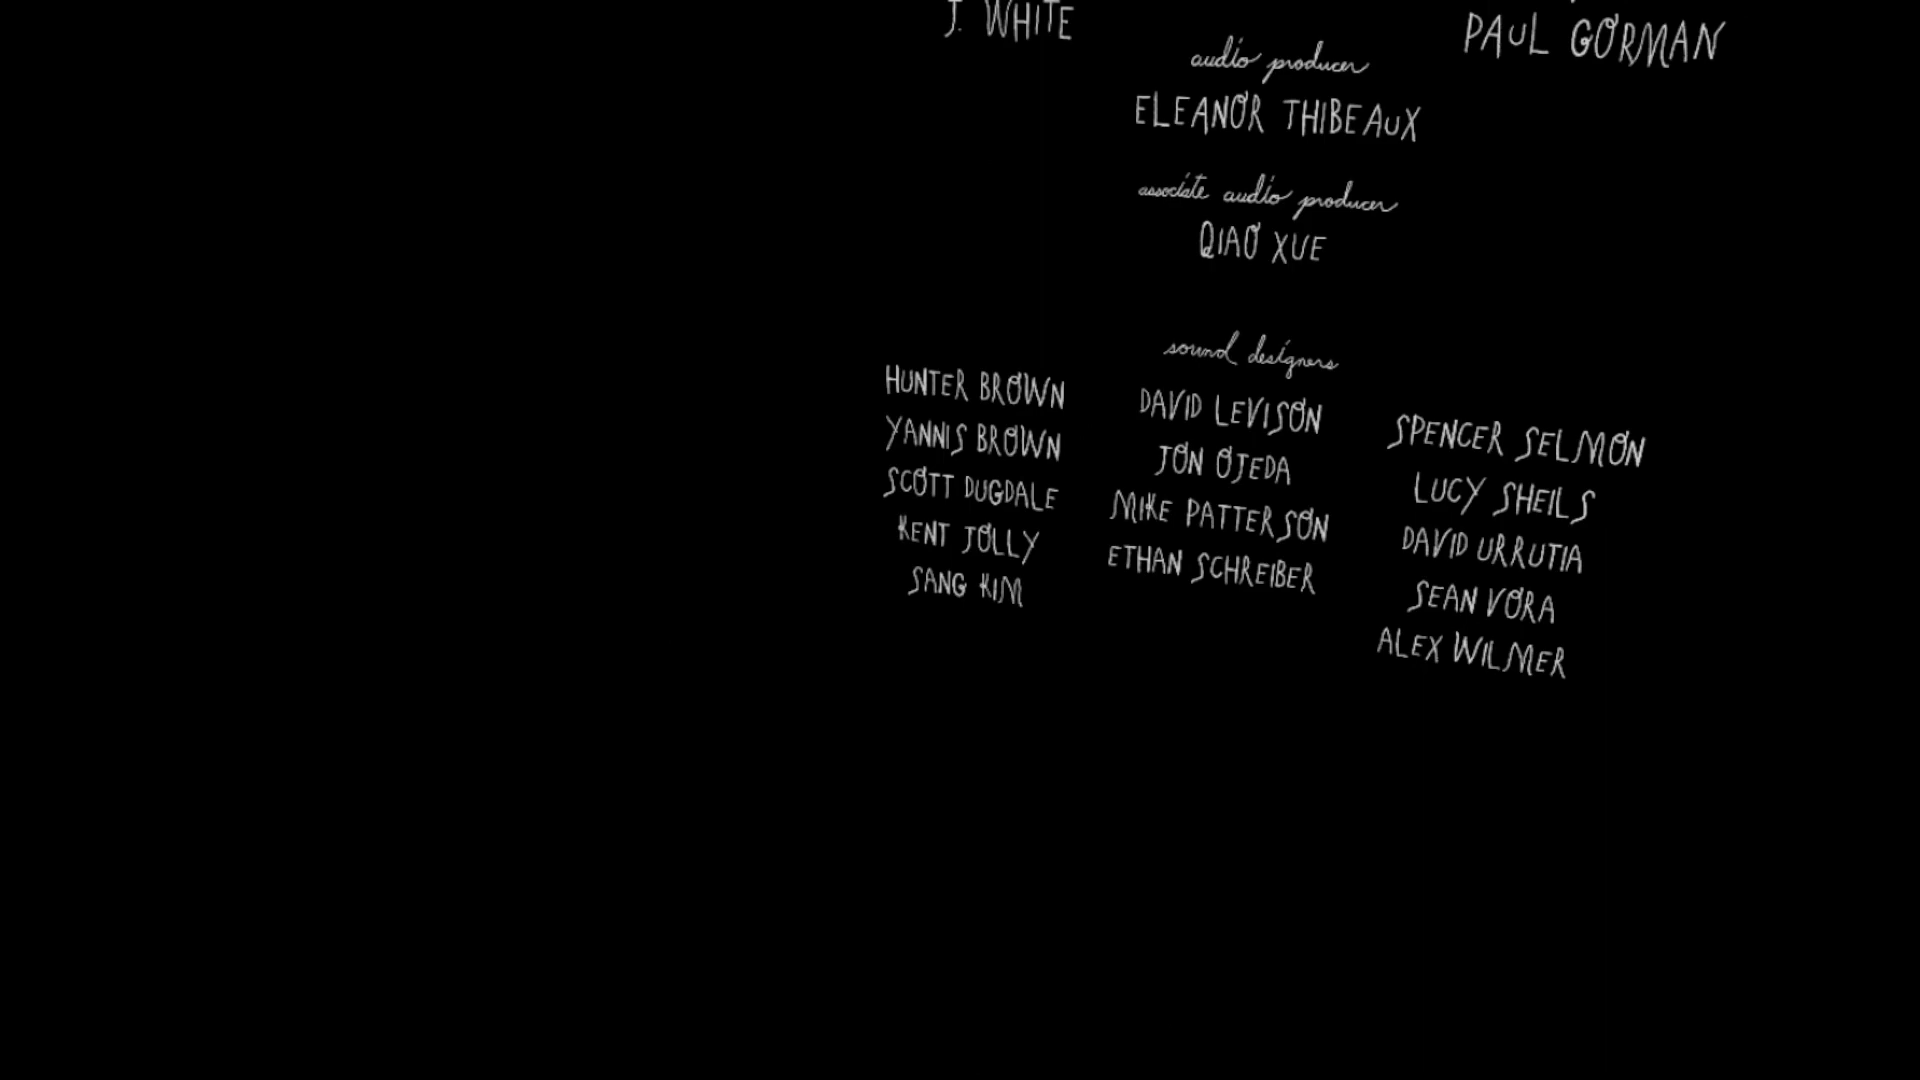 J. WHITE
PAUL GORMAN
audio producer
ELEANOR THIBEAUX
associate audio producer
QIAO XUE
sound designers
HUNTER BROWN
YANNIS BROWN
SCOTT DUGDALE
KENT JOLLY
SANG KIM
DAVID LEVISON
JON OJEDA
MIKE PATTERSON
ETHAN SCHREIBER
SPENCER SELMON
LUCY SHEILS
DAVID URRUTIA
SEAN VORA
ALEX WILMER